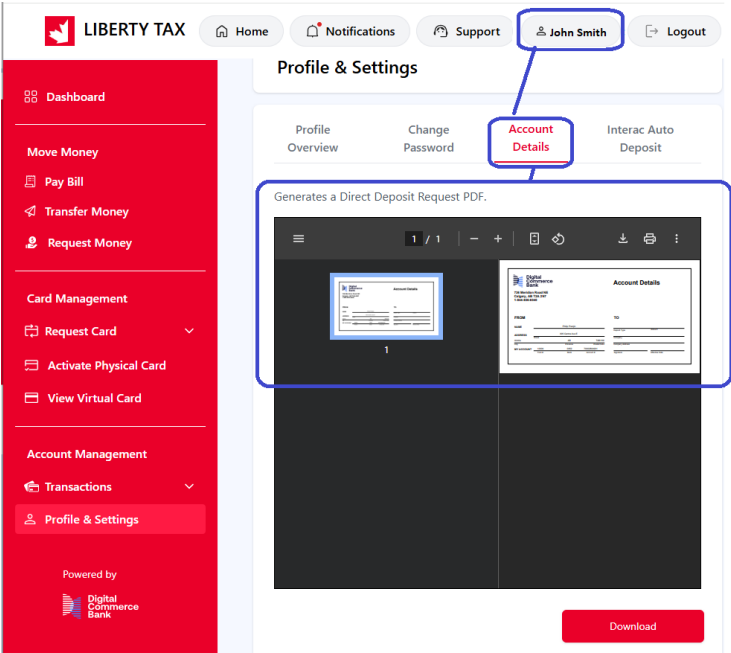 LIBERTY TAX
Home
Notifications
Support
John Smith
Logout
Dashboard
Move Money
Pay Bill
Transfer Money
Request Money
Card Management
Request Card
Activate Physical Card
View Virtual Card
Account Management
Transactions
Profile & Settings
Powered by
Digital
Commerce
Bank
Profile & Settings
Profile
Overview
Change
Password
Account
Details
Interac Auto
Deposit
Generates a Direct Deposit Request PDF.
1 / 1
1
Digital
Commerce
Bank
Account Details
FROM
TO
NAME
ADDRESS
MY ACCOUNT
Download